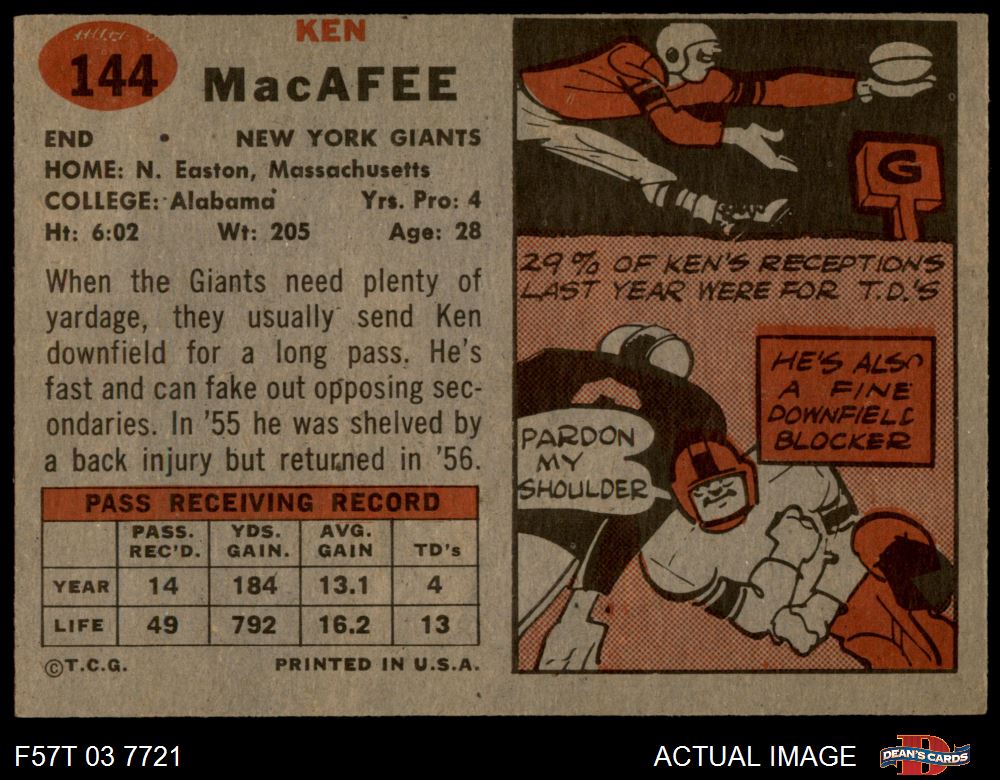 KEN
144
MacAFEE
END • NEW YORK GIANTS
HOME: N. Easton, Massachusetts
COLLEGE: Alabama Yrs. Pro: 4
Ht: 6:02 Wt: 205 Age: 28
When the Giants need plenty of
yardage, they usually send Ken
downfield for a long pass. He's
fast and can fake out opposing sec-
ondaries. In '55 he was shelved by
a back injury but returned in '56.
PASS RECEIVING RECORD
PASS. REC'D. YDS. GAIN. AVG. GAIN TD's
YEAR 14 184 13.1 4
LIFE 49 792 16.2 13
©T.C.G. PRINTED IN U.S.A.
G
29% OF KEN'S RECEPTIONS
LAST YEAR WERE FOR T.D.'S
HE'S ALSO
A FINE
DOWNFIELD
BLOCKER
PARDON
MY
SHOULDER
F57T 03 7721
ACTUAL IMAGE
DEAN'S CARDS